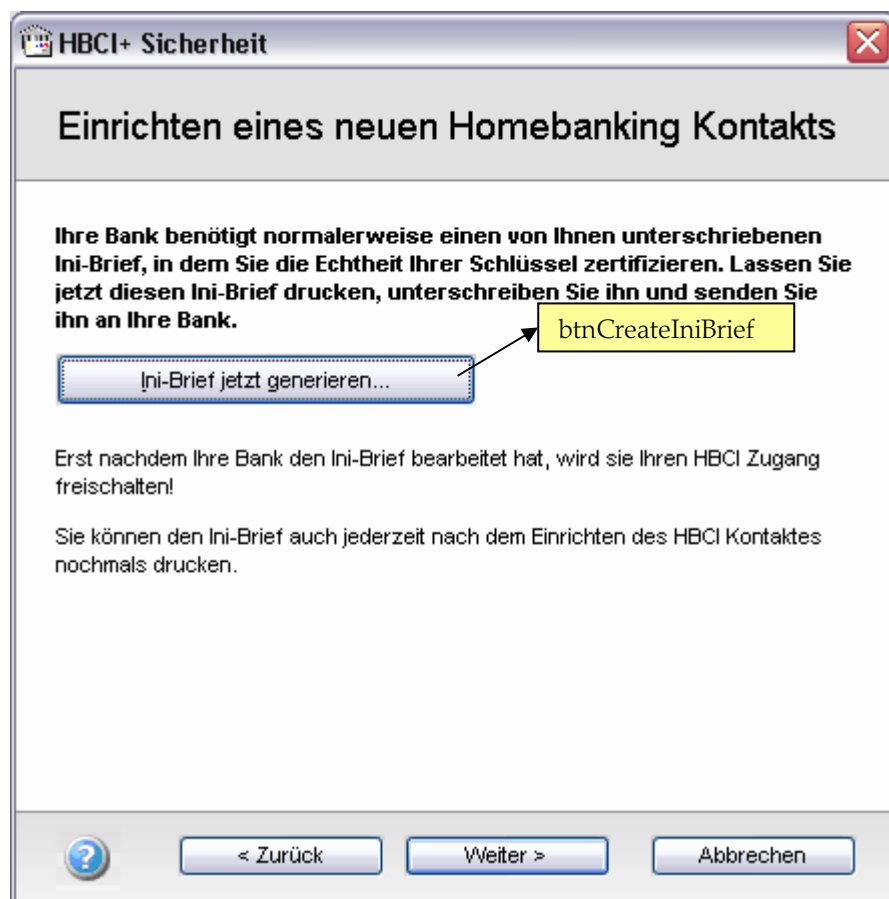 HBCI+ Sicherheit
Einrichten eines neuen Homebanking Kontakts
Ihre Bank benötigt normalerweise einen von Ihnen unterschriebenen
Ini-Brief, in dem Sie die Echtheit Ihrer Schlüssel zertifizieren. Lassen Sie
jetzt diesen Ini-Brief drucken, unterschreiben Sie ihn und senden Sie
ihn an Ihre Bank.
btnCreateIniBrief
Ini-Brief jetzt generieren...
Erst nachdem Ihre Bank den Ini-Brief bearbeitet hat, wird sie Ihren HBCI Zugang
freischalten!
Sie können den Ini-Brief auch jederzeit nach dem Einrichten des HBCI Kontaktes
nochmals drucken.
?
< Zurück
Weiter >
Abbrechen